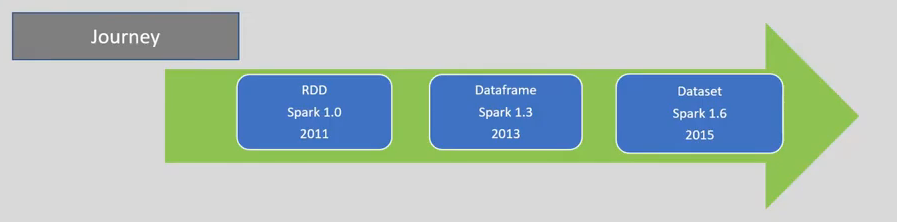 Journey
RDD
Spark 1.0
2011
Dataframe
Spark 1.3
2013
Dataset
Spark 1.6
2015